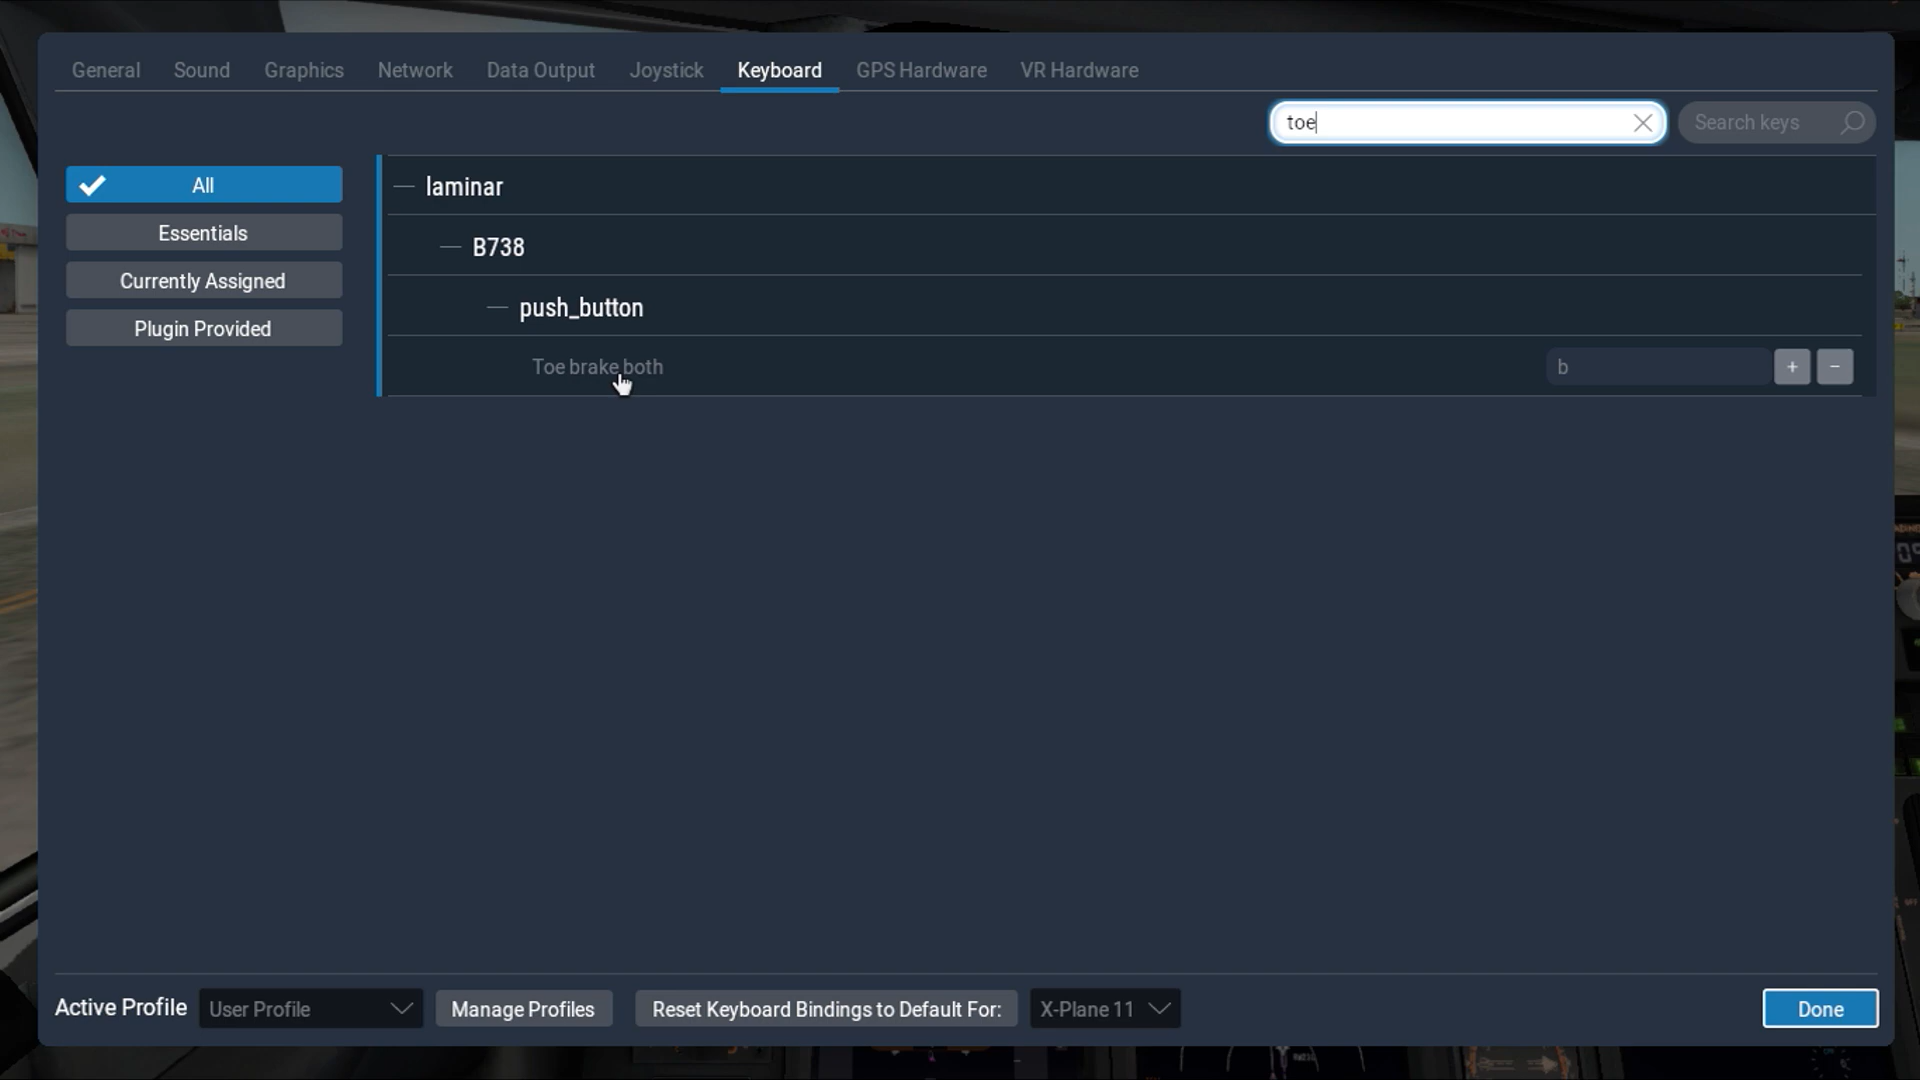 General Sound Graphics Network Data Output Joystick Keyboard GPS Hardware VR Hardware
toe Search keys
All
Essentials
Currently Assigned
Plugin Provided
laminar
B738
push_button
Toe brake both b + -
Active Profile User Profile Manage Profiles Reset Keyboard Bindings to Default For: X-Plane 11 Done